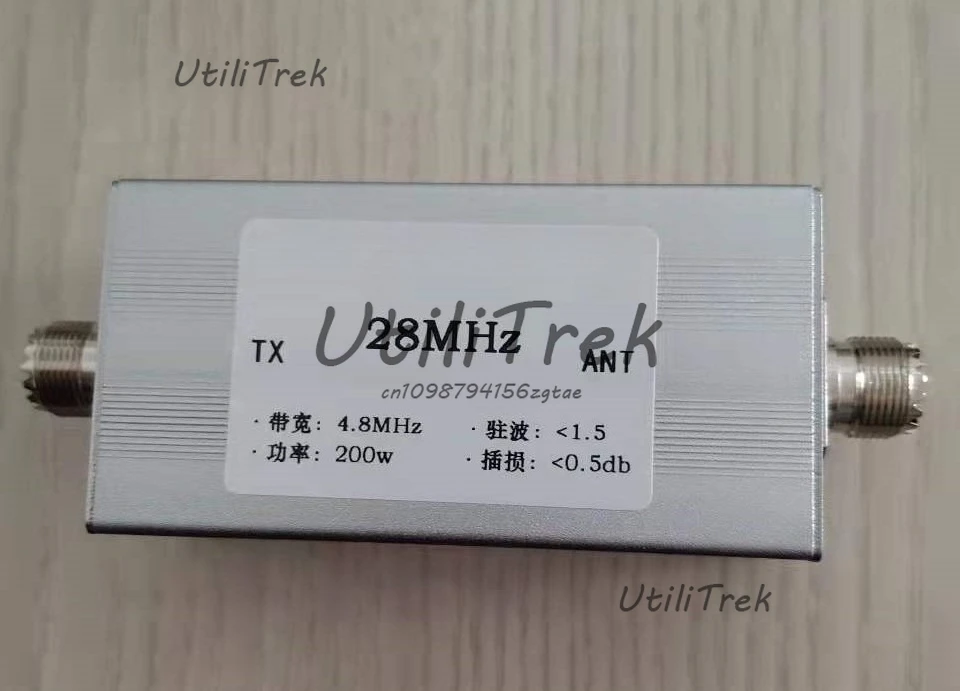 UtiliTrek
28MHz
UtiliTrek
TX
ANT
cn1098794156zgtae
· 带宽: 4.8MHz · 驻波: <1.5
· 功率: 200w · 插损: <0.5db
UtiliTrek